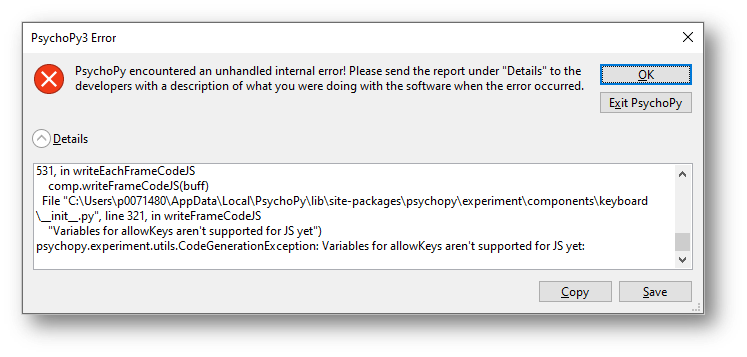 PsychoPy3 Error
PsychoPy encountered an unhandled internal error! Please send the report under "Details" to the
developers with a description of what you were doing with the software when the error occurred.
OK
Exit PsychoPy
Details
531, in writeEachFrameCodeJS
comp.writeFrameCodeJS(buff)
File "C:\Users\p0071480\AppData\Local\PsychoPy\lib\site-packages\psychopy\experiment\components\keyboard
\__init__.py", line 321, in writeFrameCodeJS
"Variables for allowKeys aren't supported for JS yet")
psychopy.experiment.utils.CodeGenerationException: Variables for allowKeys aren't supported for JS yet:
Copy
Save